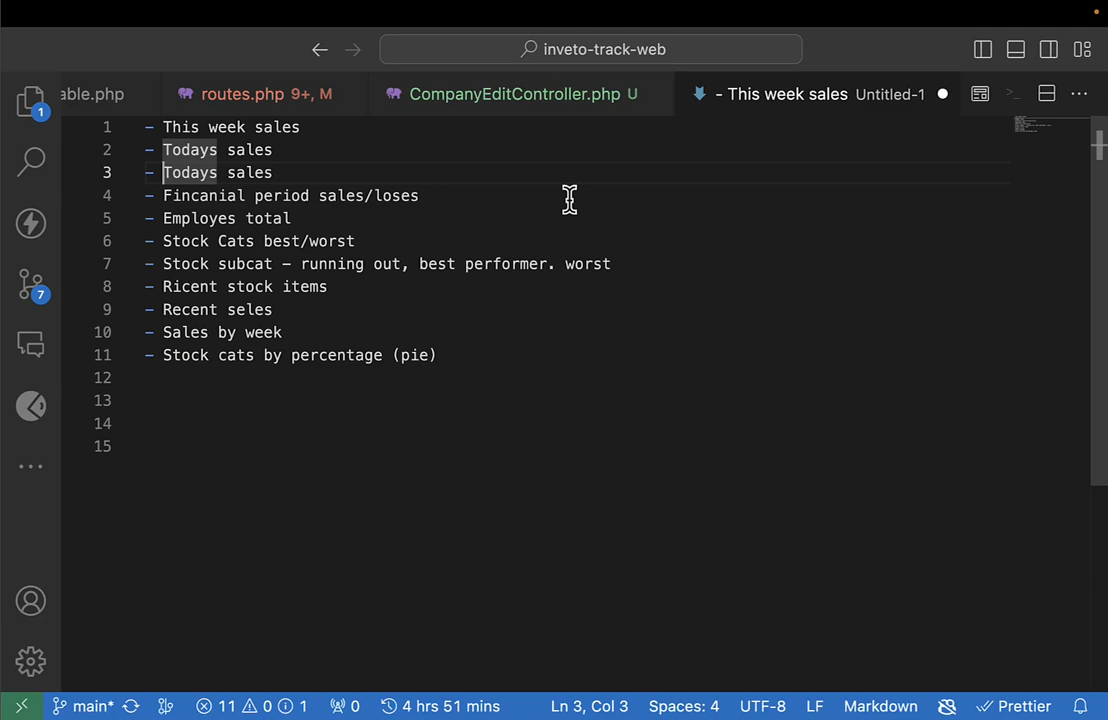 inveto-track-web
able.php
routes.php 9+, M
CompanyEditController.php U
- This week sales Untitled-1
1 - This week sales
2 - Todays sales
3 - Todays sales
4 - Fincanial period sales/loses
5 - Employes total
6 - Stock Cats best/worst
7 - Stock subcat - running out, best performer. worst
8 - Ricent stock items
9 - Recent seles
10 - Sales by week
11 - Stock cats by percentage (pie)
12
13
14
15
1
7
main* 11 0 1 0 4 hrs 51 mins Ln 3, Col 3 Spaces: 4 UTF-8 LF Markdown Prettier